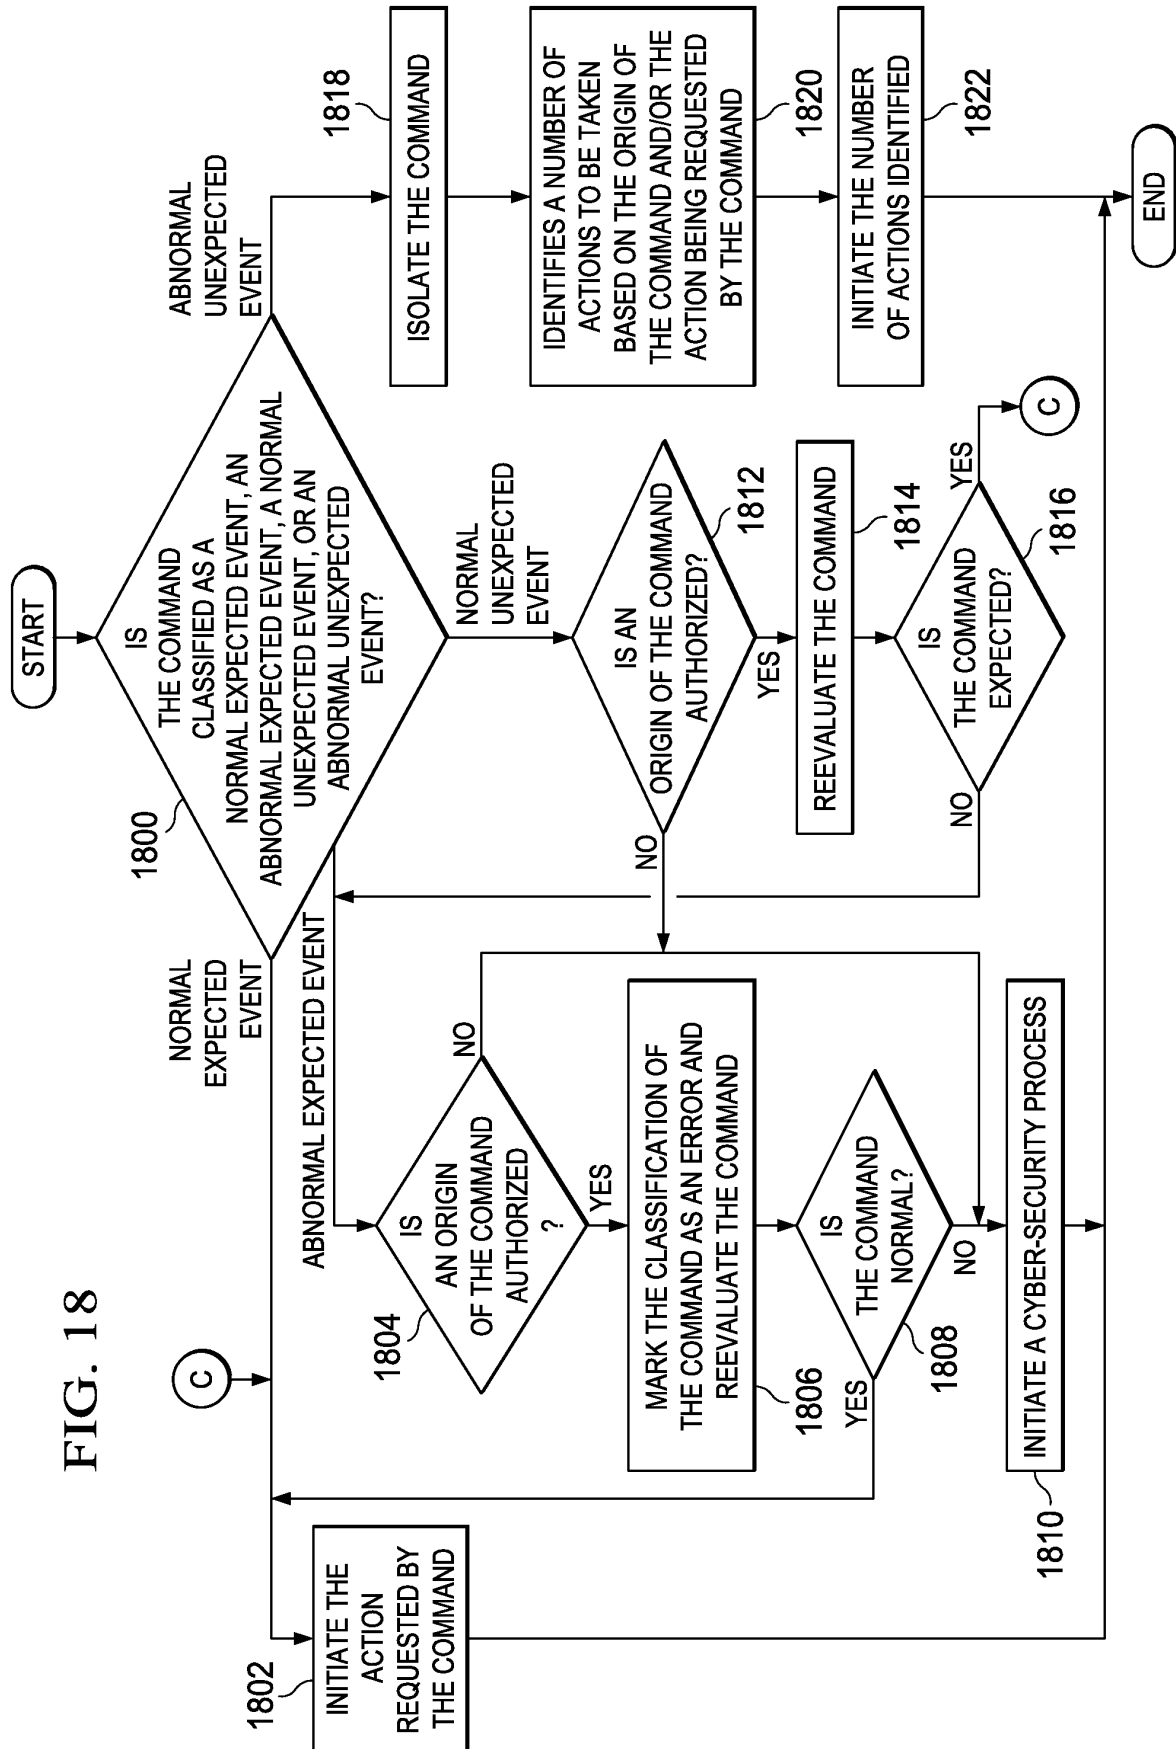 FIG. 18
START
IS
THE COMMAND
CLASSIFIED AS A
NORMAL EXPECTED EVENT, AN
ABNORMAL EXPECTED EVENT, A NORMAL
UNEXPECTED EVENT, OR AN
ABNORMAL UNEXPECTED
EVENT?
1800
NORMAL
EXPECTED
EVENT
C
INITIATE THE
ACTION
REQUESTED BY
THE COMMAND
1802
ABNORMAL EXPECTED EVENT
IS
AN ORIGIN
OF THE COMMAND
AUTHORIZED
?
1804
NO
YES
MARK THE CLASSIFICATION OF
THE COMMAND AS AN ERROR AND
REEVALUATE THE COMMAND
1806
IS
THE COMMAND
NORMAL?
1808
YES
NO
INITIATE A CYBER-SECURITY PROCESS
1810
NORMAL
UNEXPECTED
EVENT
IS AN
ORIGIN OF THE COMMAND
AUTHORIZED?
1812
NO
YES
REEVALUATE THE COMMAND
1814
IS
THE COMMAND
EXPECTED?
1816
NO
YES
C
ABNORMAL
UNEXPECTED
EVENT
ISOLATE THE COMMAND
1818
IDENTIFIES A NUMBER OF
ACTIONS TO BE TAKEN
BASED ON THE ORIGIN OF
THE COMMAND AND/OR THE
ACTION BEING REQUESTED
BY THE COMMAND
1820
INITIATE THE NUMBER
OF ACTIONS IDENTIFIED
1822
END